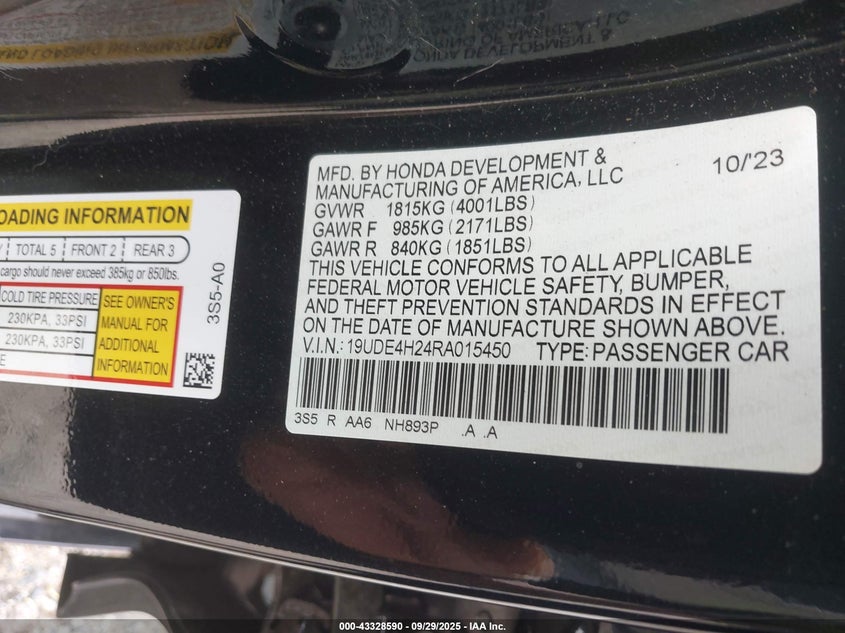 OADING INFORMATION
TOTAL 5 FRONT 2 REAR 3
cargo should never exceed 385kg or 850lbs.
COLD TIRE PRESSURE
230KPA, 33PSI
230KPA, 33PSI
SEE OWNER'S
MANUAL FOR
ADDITIONAL
INFORMATION
3S5-A0
MFD. BY HONDA DEVELOPMENT &
MANUFACTURING OF AMERICA, LLC
10/'23
GVWR 1815KG (4001LBS)
GAWR F 985KG (2171LBS)
GAWR R 840KG (1851LBS)
THIS VEHICLE CONFORMS TO ALL APPLICABLE
FEDERAL MOTOR VEHICLE SAFETY, BUMPER,
AND THEFT PREVENTION STANDARDS IN EFFECT
ON THE DATE OF MANUFACTURE SHOWN ABOVE.
V.I.N.: 19UDE4H24RA015450 TYPE: PASSENGER CAR
3S5 R AA6 NH893P .A .A
000-43328590 - 09/29/2025 - IAA Inc.